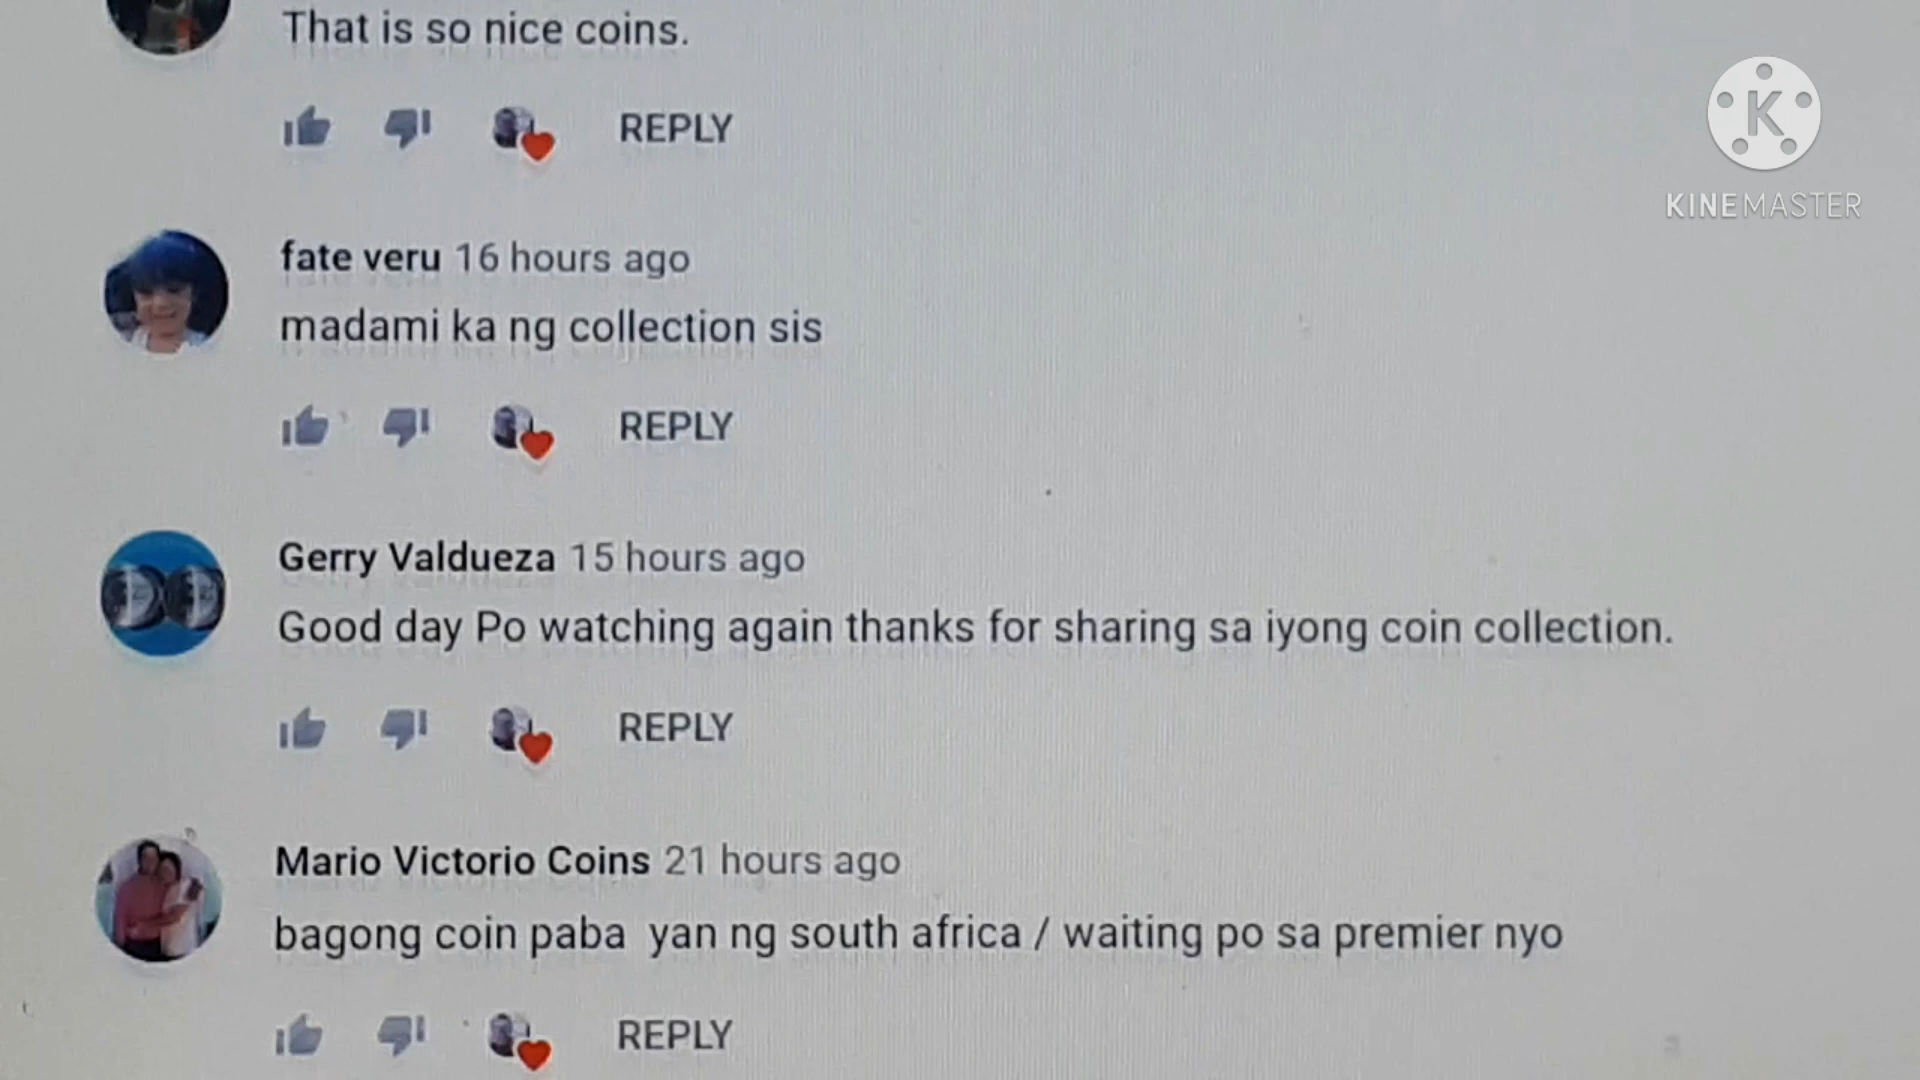 That is so nice coins.
REPLY
K
KINEMASTER
fate veru 16 hours ago
madami ka ng collection sis
REPLY
Gerry Valdueza 15 hours ago
Good day Po watching again thanks for sharing sa iyong coin collection.
REPLY
Mario Victorio Coins 21 hours ago
bagong coin paba yan ng south africa / waiting po sa premier nyo
REPLY